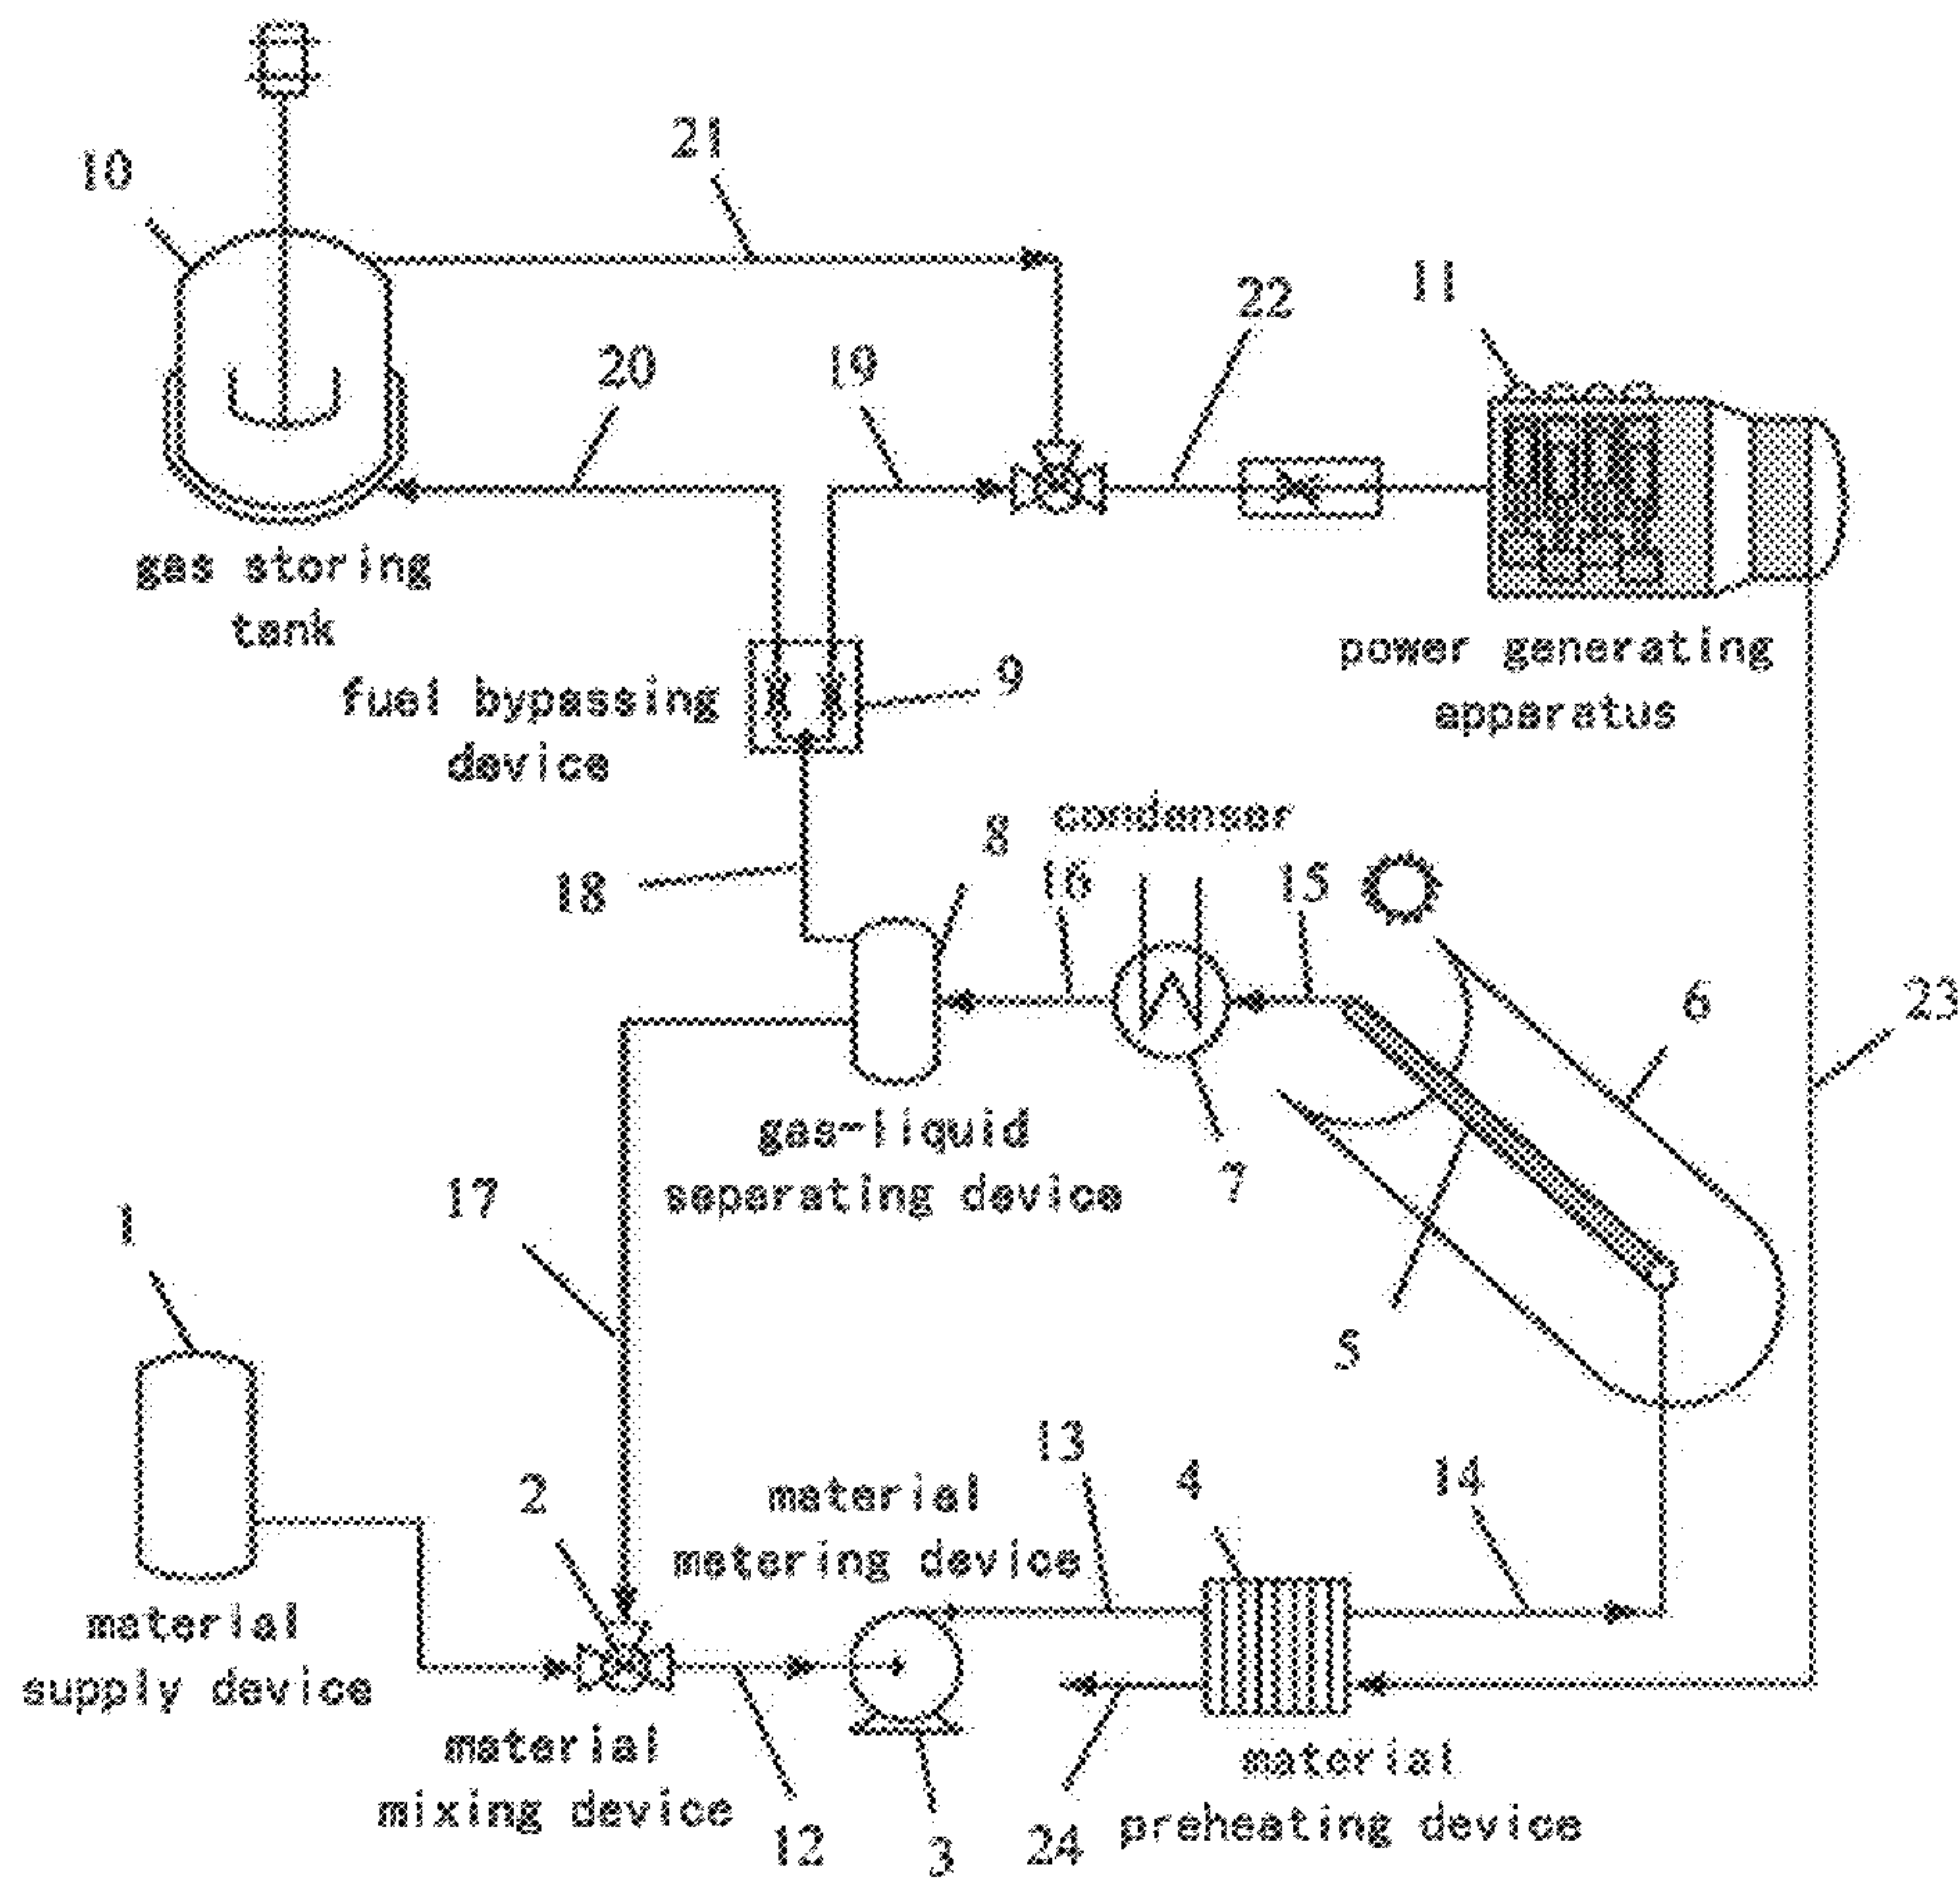 21
10
22
11
20
19
gas storing
tank
power generating
apparatus
9
fuel bypassing
device
condenser
8
16
15
18
6
23
gas-liquid
separating device
7
17
1
5
13
4
14
2
material
metering device
material
supply device
material
mixing device
material
preheating device
12
3
24